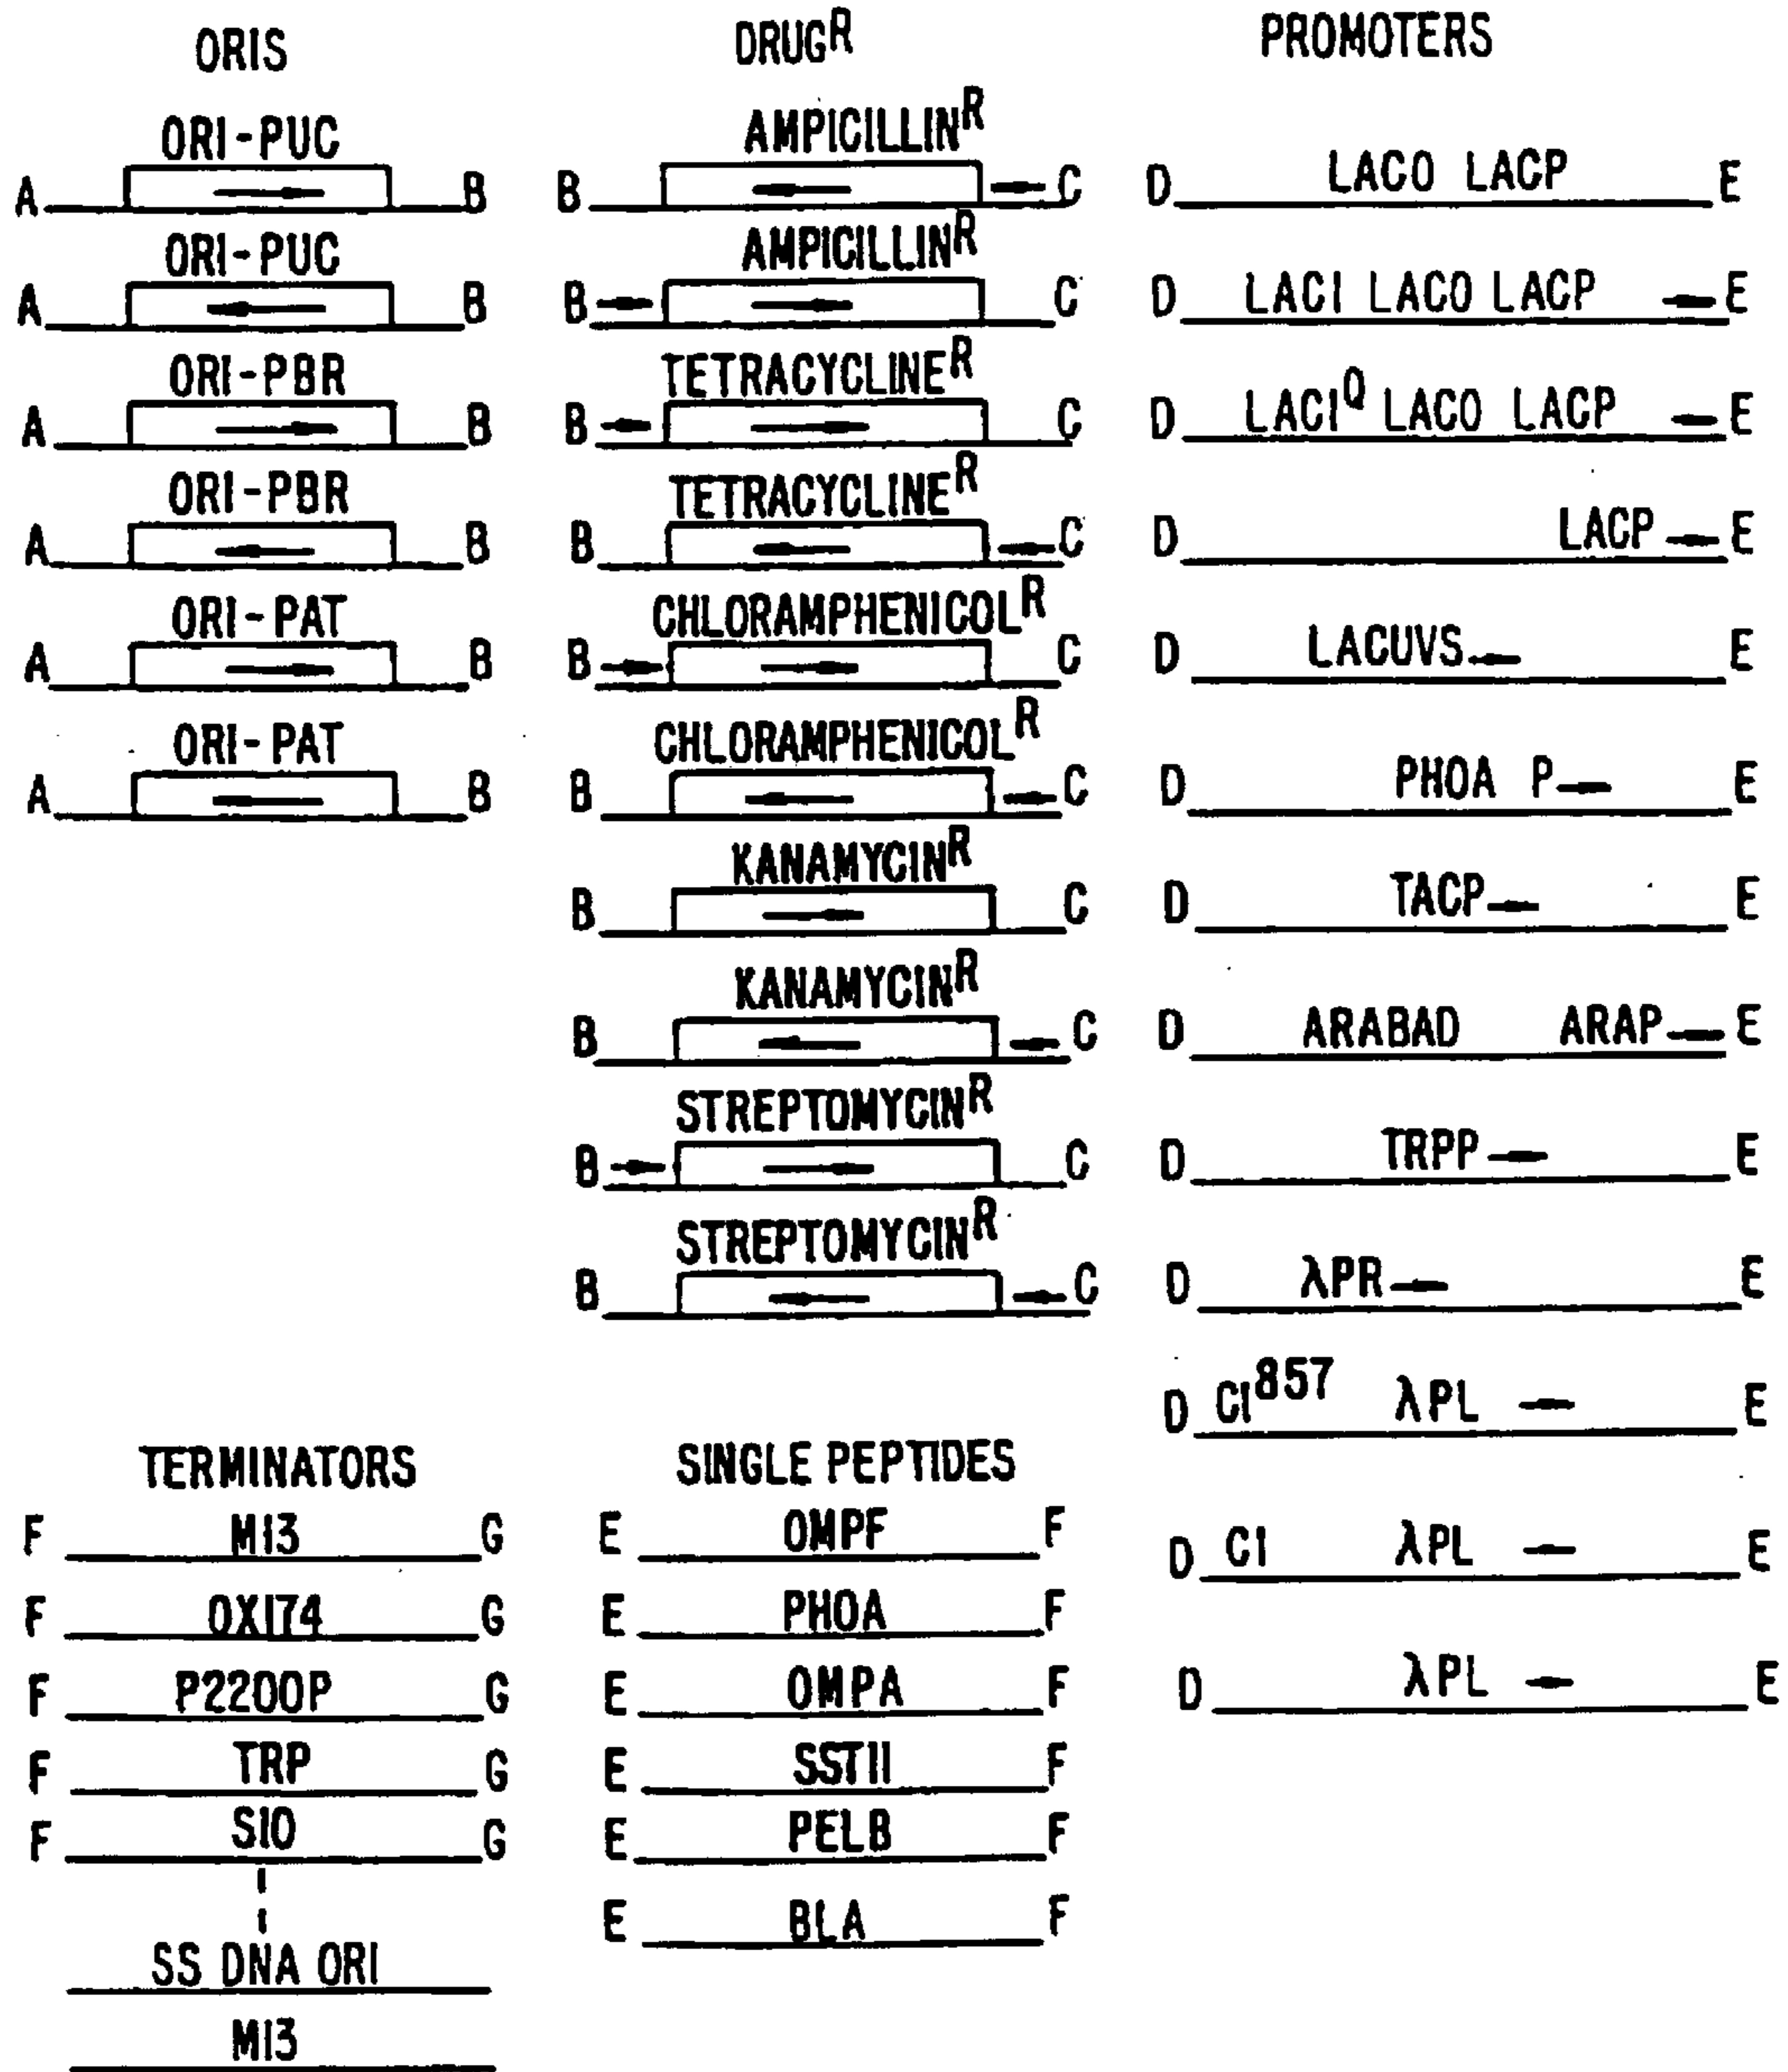 ORIS
ORI-PUC
A B
ORI-PUC
A B
ORI-PBR
A B
ORI-PBR
A B
ORI-PAT
A B
ORI-PAT
A B
DRUGR
AMPICILLINR
B C
AMPICILLINR
B C
TETRACYCLINER
B C
TETRACYCLINER
B C
CHLORAMPHENICOLR
B C
CHLORAMPHENICOLR
B C
KANAMYCINR
B C
KANAMYCINR
B C
STREPTOMYCINR
B C
STREPTOMYCINR
B C
PROMOTERS
D LACO LACP E
D LACI LACO LACP E
D LACIQ LACO LACP E
D LACP E
D LACUVS E
D PHOA P E
D TACP E
D ARABAD ARAP E
D TRPP E
D λPR E
D CI857 λPL E
D CI λPL E
D λPL E
TERMINATORS
F M13 G
F OX174 G
F P2200P G
F TRP G
F S10 G
SS DNA ORI
M13
SINGLE PEPTIDES
E OMPF F
E PHOA F
E OMPA F
E SSTII F
E PELB F
E BLA F